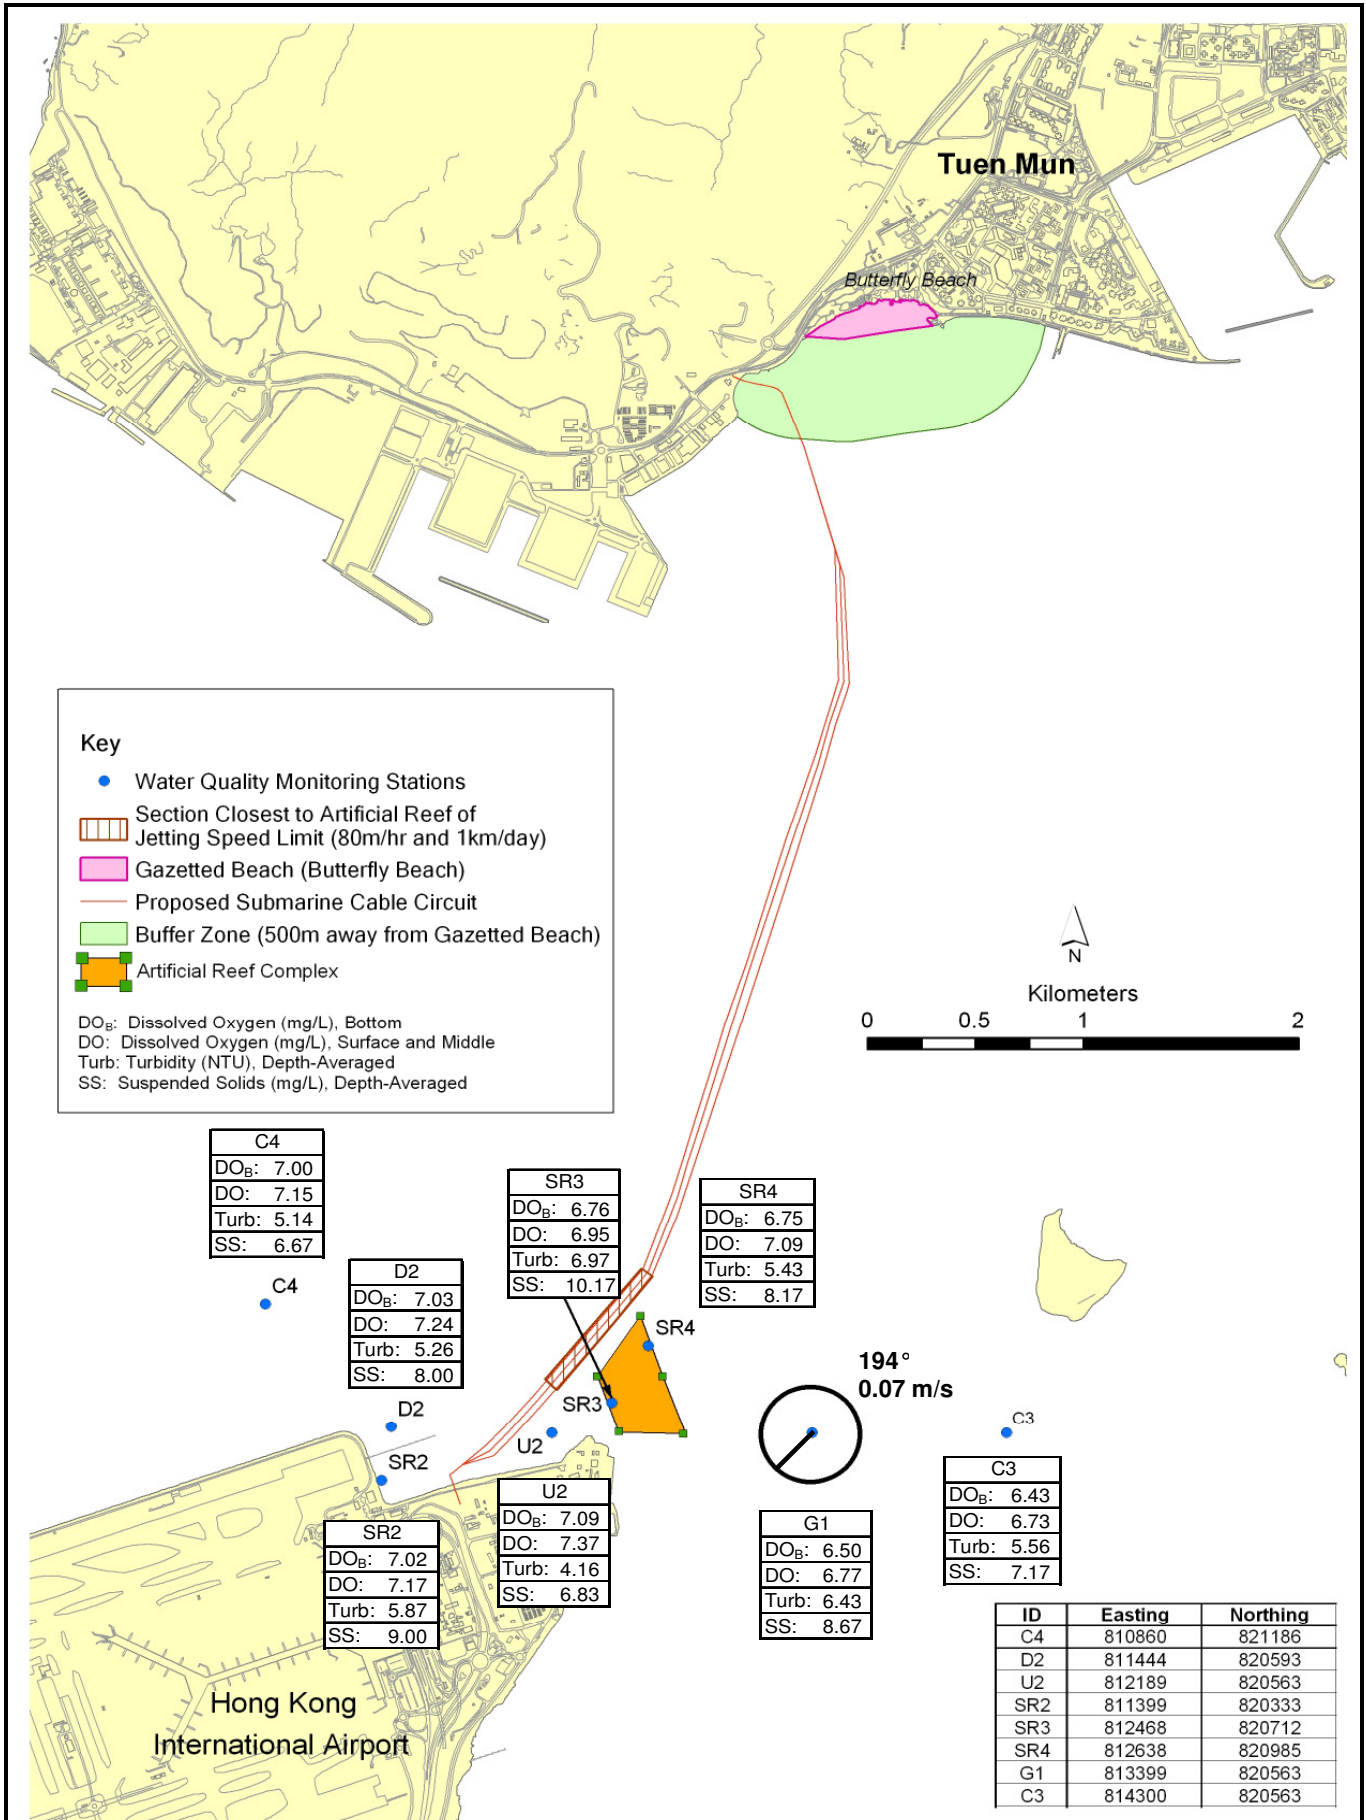 Tuen Mun
Butterfly Beach
Key
Water Quality Monitoring Stations
Section Closest to Artificial Reef of
Jetting Speed Limit (80m/hr and 1km/day)
Gazetted Beach (Butterfly Beach)
Proposed Submarine Cable Circuit
Buffer Zone (500m away from Gazetted Beach)
Artificial Reef Complex
DOB: Dissolved Oxygen (mg/L), Bottom
DO: Dissolved Oxygen (mg/L), Surface and Middle
Turb: Turbidity (NTU), Depth-Averaged
SS: Suspended Solids (mg/L), Depth-Averaged
N
Kilometers
0 0.5 1 2
C4
DOB: 7.00
DO: 7.15
Turb: 5.14
SS: 6.67
C4
D2
DOB: 7.03
DO: 7.24
Turb: 5.26
SS: 8.00
D2
SR3
DOB: 6.76
DO: 6.95
Turb: 6.97
SS: 10.17
SR3
SR4
DOB: 6.75
DO: 7.09
Turb: 5.43
SS: 8.17
SR4
194°
0.07 m/s
C3
U2
SR2
SR2
DOB: 7.02
DO: 7.17
Turb: 5.87
SS: 9.00
U2
DOB: 7.09
DO: 7.37
Turb: 4.16
SS: 6.83
G1
DOB: 6.50
DO: 6.77
Turb: 6.43
SS: 8.67
C3
DOB: 6.43
DO: 6.73
Turb: 5.56
SS: 7.17
Hong Kong
International Airport
ID Easting Northing
C4 810860 821186
D2 811444 820593
U2 812189 820563
SR2 811399 820333
SR3 812468 820712
SR4 812638 820985
G1 813399 820563
C3 814300 820563